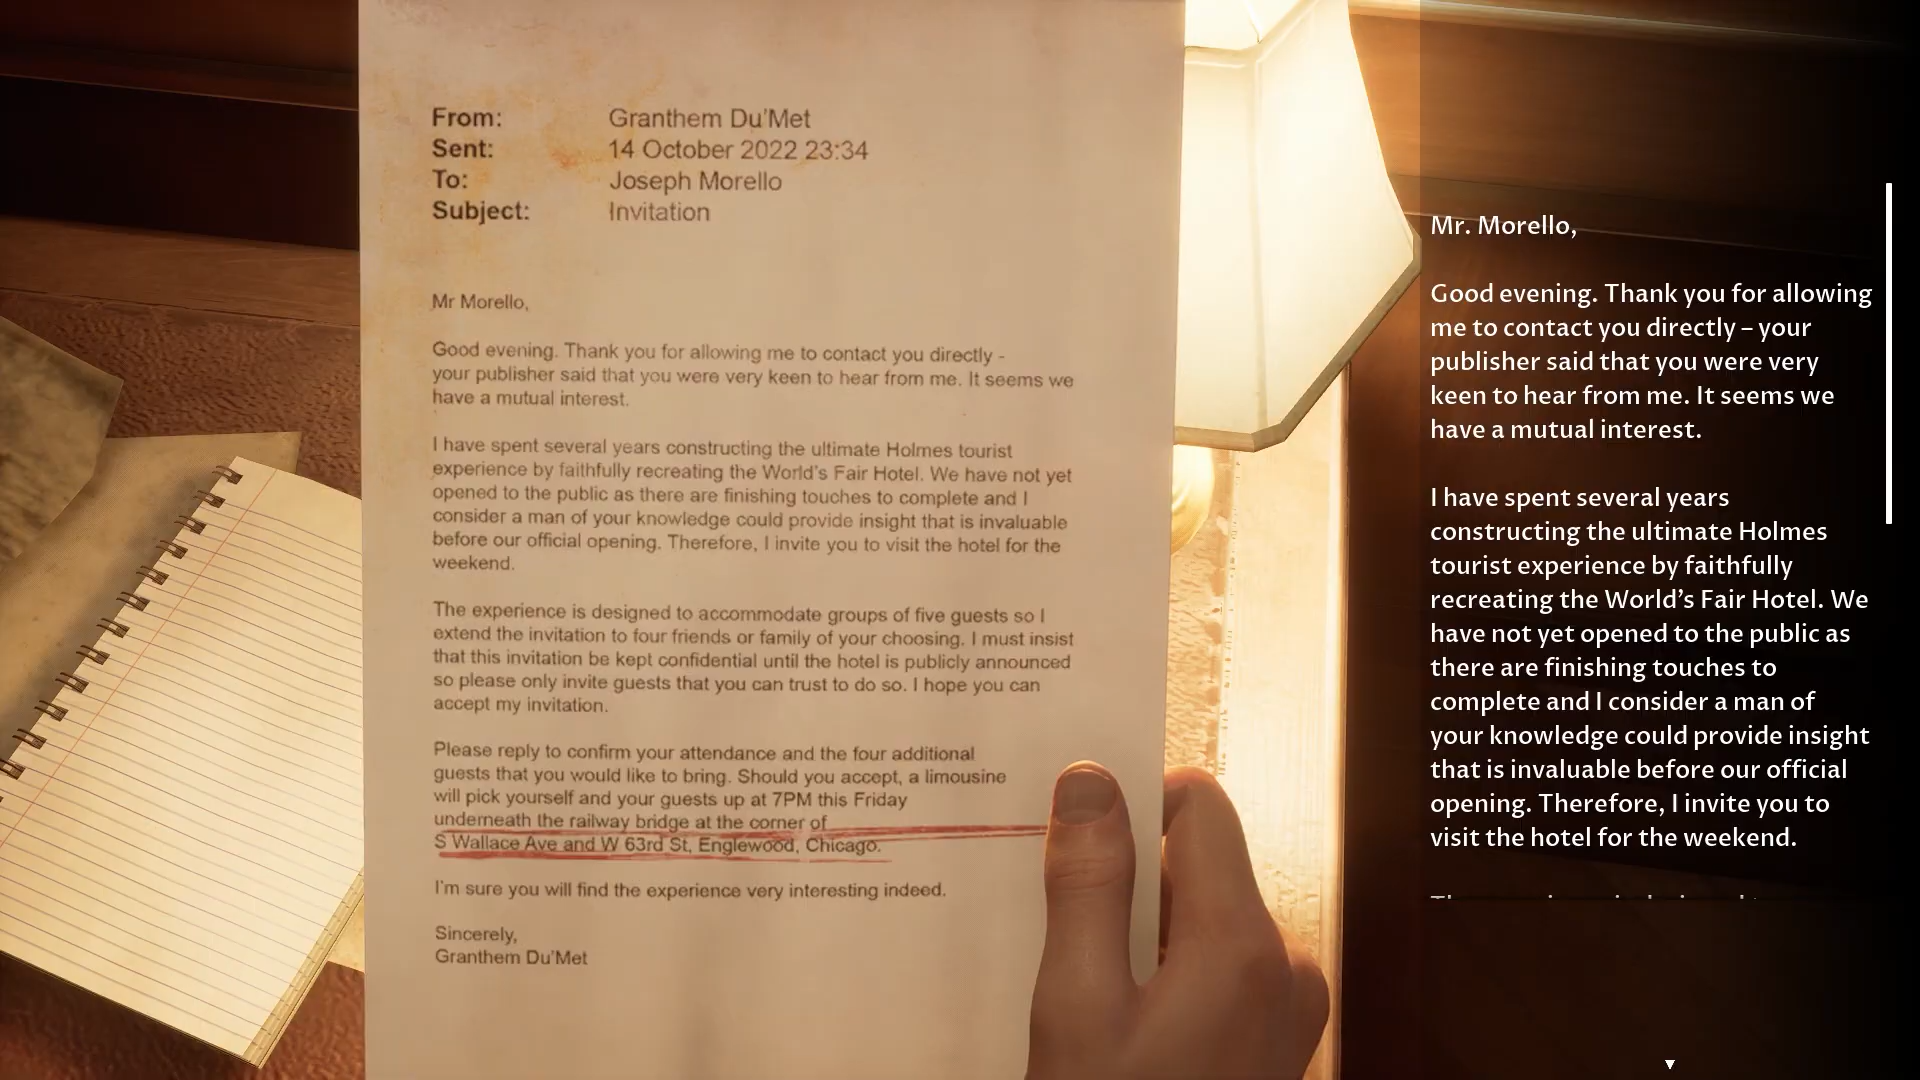 From: Granthem Du'Met
Sent: 14 October 2022 23:34
To: Joseph Morello
Subject: Invitation
Mr Morello,
Good evening. Thank you for allowing me to contact you directly -
your publisher said that you were very keen to hear from me. It seems we
have a mutual interest.
I have spent several years constructing the ultimate Holmes tourist
experience by faithfully recreating the World's Fair Hotel. We have not yet
opened to the public as there are finishing touches to complete and I
consider a man of your knowledge could provide insight that is invaluable
before our official opening. Therefore, I invite you to visit the hotel for the
weekend.
The experience is designed to accommodate groups of five guests so I
extend the invitation to four friends or family of your choosing. I must insist
that this invitation be kept confidential until the hotel is publicly announced
so please only invite guests that you can trust to do so. I hope you can
accept my invitation.
Please reply to confirm your attendance and the four additional
guests that you would like to bring. Should you accept, a limousine
will pick yourself and your guests up at 7PM this Friday
underneath the railway bridge at the corner of
S Wallace Ave and W 63rd St, Englewood, Chicago.
I'm sure you will find the experience very interesting indeed.
Sincerely,
Granthem Du'Met
Mr. Morello,
Good evening. Thank you for allowing
me to contact you directly – your
publisher said that you were very
keen to hear from me. It seems we
have a mutual interest.
I have spent several years
constructing the ultimate Holmes
tourist experience by faithfully
recreating the World's Fair Hotel. We
have not yet opened to the public as
there are finishing touches to
complete and I consider a man of
your knowledge could provide insight
that is invaluable before our official
opening. Therefore, I invite you to
visit the hotel for the weekend.